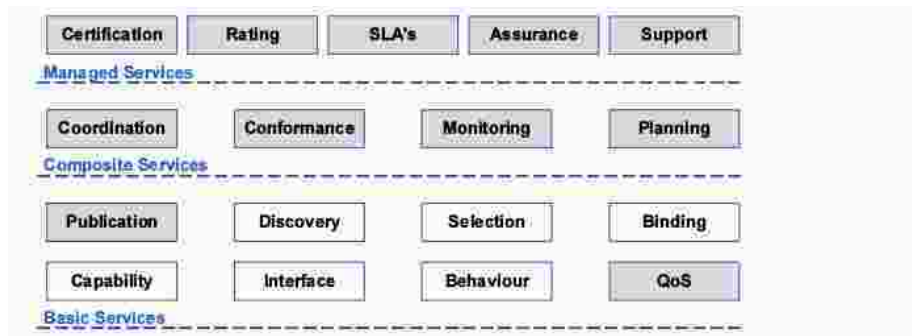 Certification Rating SLA's Assurance Support
Managed Services
Coordination Conformance Monitoring Planning
Composite Services
Publication Discovery Selection Binding
Capability Interface Behaviour QoS
Basic Services